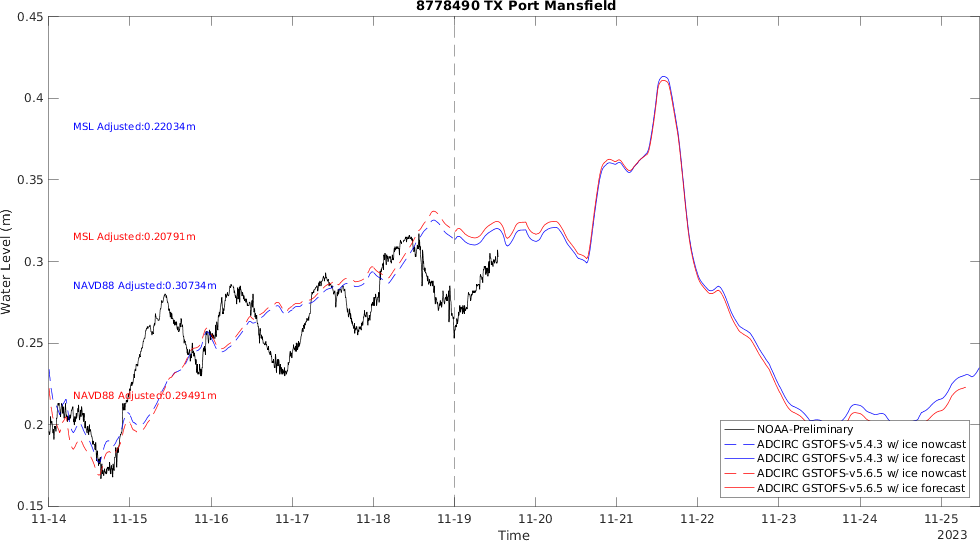 8778490 TX Port Mansfield
0.45
0.4
0.35
0.3
0.25
0.2
0.15
Water Level (m)
MSL Adjusted:0.22034m
MSL Adjusted:0.20791m
NAVD88 Adjusted:0.30734m
NAVD88 Adjusted:0.29491m
NOAA-Preliminary
ADCIRC GSTOFS-v5.4.3 w/ ice nowcast
ADCIRC GSTOFS-v5.4.3 w/ ice forecast
ADCIRC GSTOFS-v5.6.5 w/ ice nowcast
ADCIRC GSTOFS-v5.6.5 w/ ice forecast
11-14 11-15 11-16 11-17 11-18 11-19 11-20 11-21 11-22 11-23 11-24 11-25
Time
2023